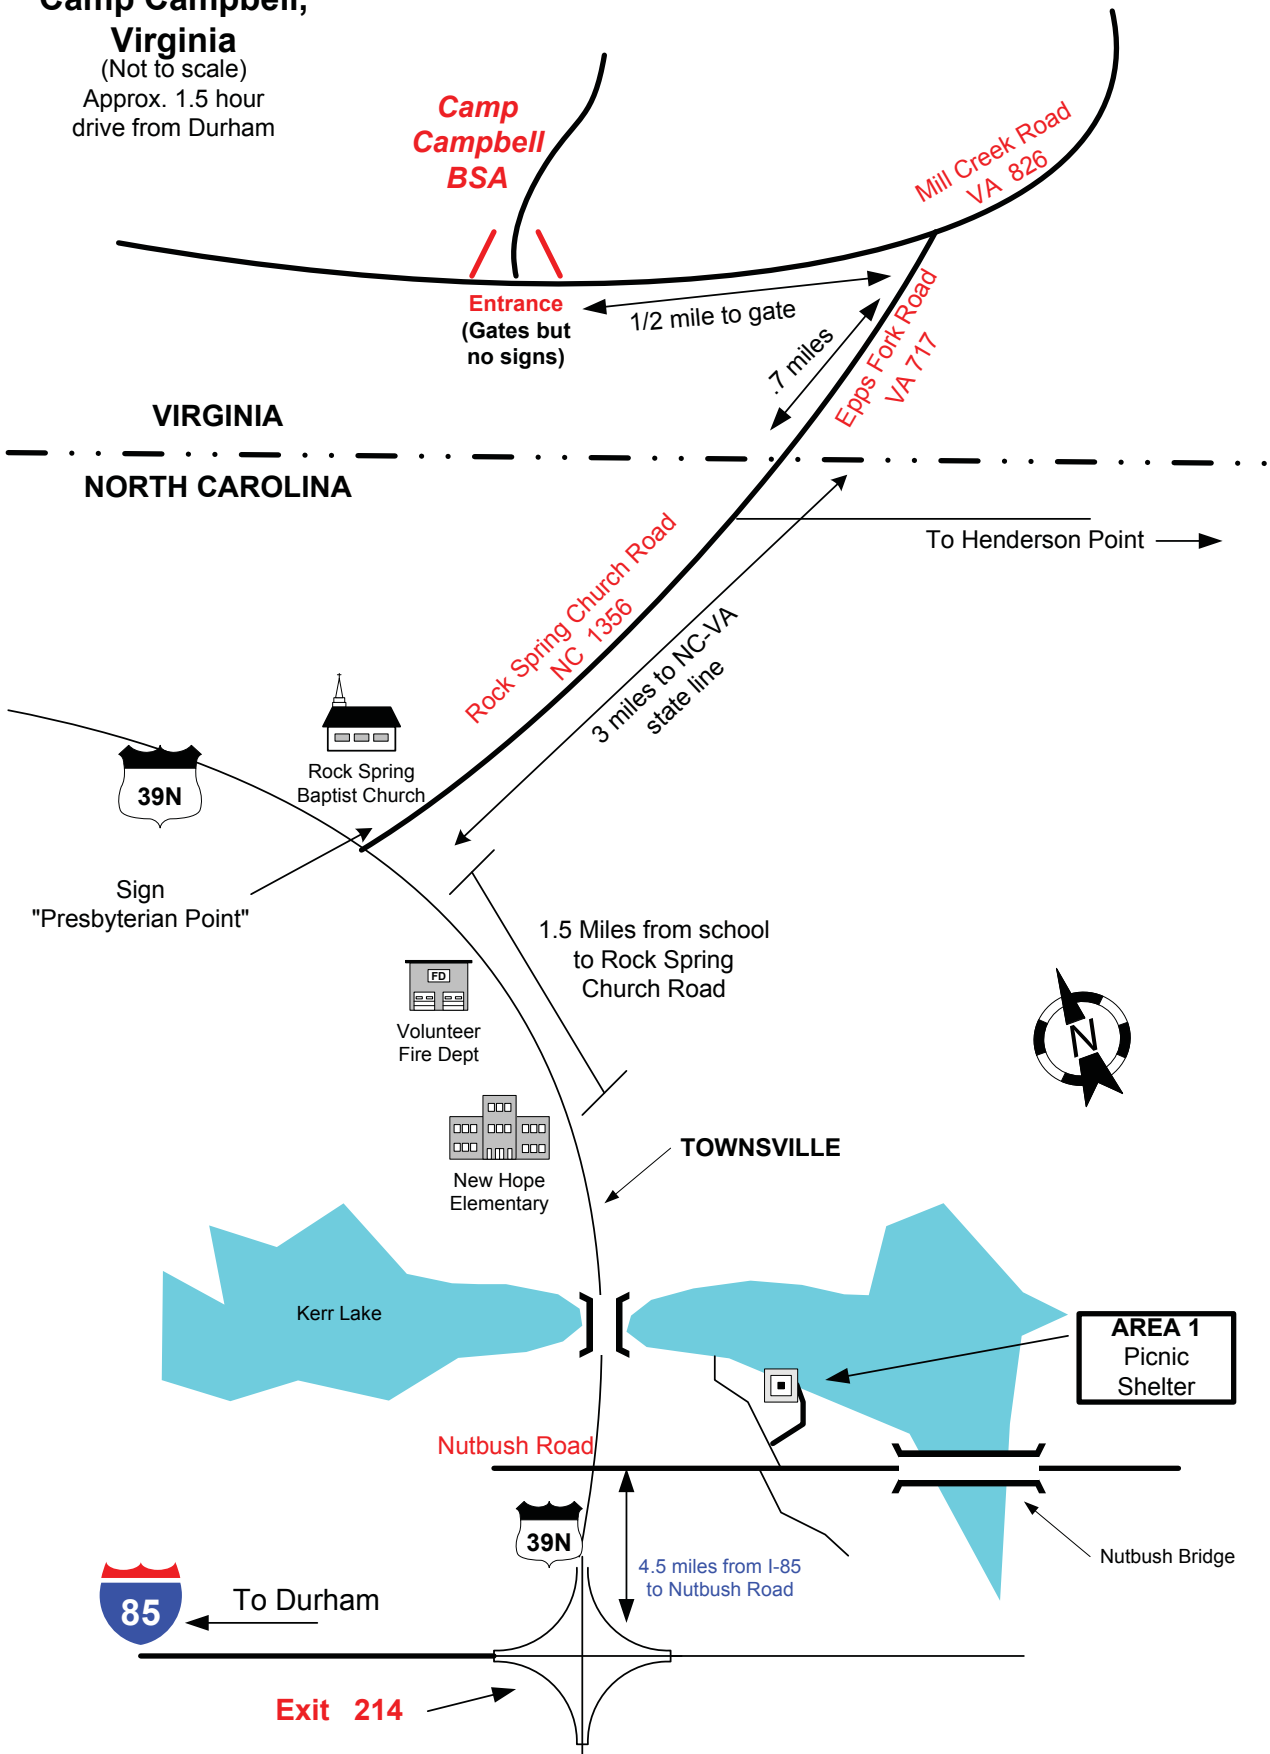 Camp Campbell,
Virginia
(Not to scale)
Approx. 1.5 hour
drive from Durham
Camp
Campbell
BSA
Mill Creek Road
VA 826
Entrance
(Gates but
no signs)
1/2 mile to gate
.7 miles
Epps Fork Road
VA 717
VIRGINIA
NORTH CAROLINA
To Henderson Point
Rock Spring Church Road
NC 1356
3 miles to NC-VA
state line
39N
Rock Spring
Baptist Church
Sign
"Presbyterian Point"
1.5 Miles from school
to Rock Spring
Church Road
FD
Volunteer
Fire Dept
N
New Hope
Elementary
TOWNSVILLE
Kerr Lake
AREA 1
Picnic
Shelter
Nutbush Road
39N
4.5 miles from I-85
to Nutbush Road
Nutbush Bridge
85
To Durham
Exit 214